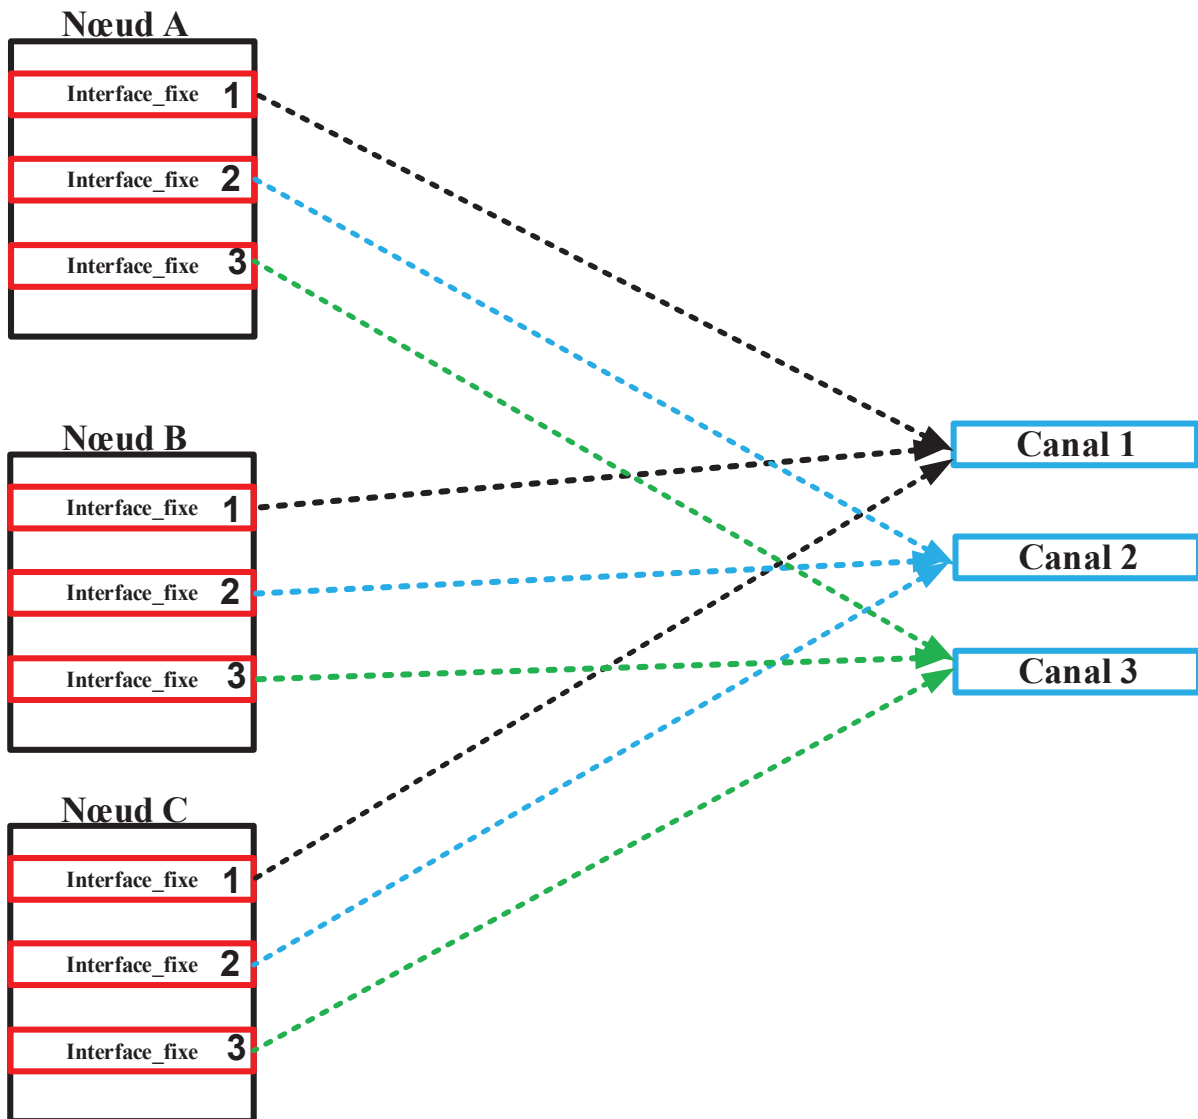 Nœud A
Interface_fixe 1
Interface_fixe 2
Interface_fixe 3
Nœud B
Interface_fixe 1
Interface_fixe 2
Interface_fixe 3
Nœud C
Interface_fixe 1
Interface_fixe 2
Interface_fixe 3
Canal 1
Canal 2
Canal 3